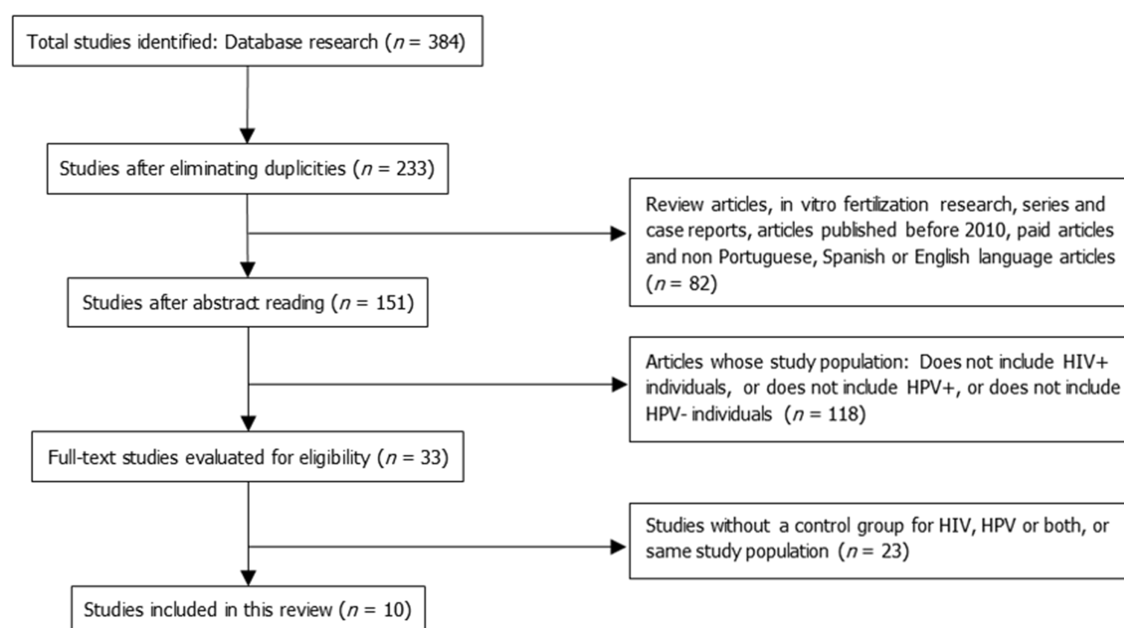 Total studies identified: Database research (n = 384)
Studies after eliminating duplicities (n = 233)
Review articles, in vitro fertilization research, series and
case reports, articles published before 2010, paid articles
and non Portuguese, Spanish or English language articles
(n = 82)
Studies after abstract reading (n = 151)
Articles whose study population: Does not include HIV+
individuals, or does not include HPV+, or does not include
HPV- individuals (n = 118)
Full-text studies evaluated for eligibility (n = 33)
Studies without a control group for HIV, HPV or both, or
same study population (n = 23)
Studies included in this review (n = 10)